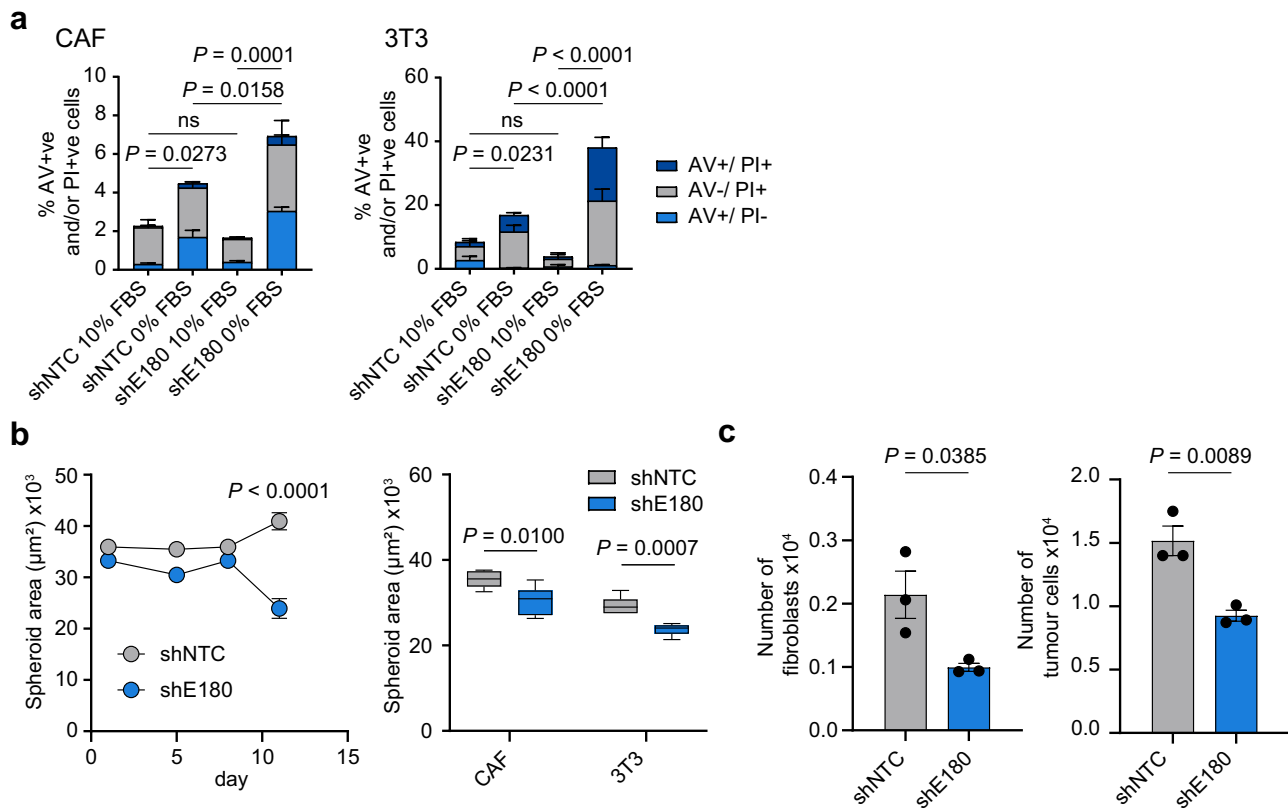 a
CAF
% AV+ve
and/or PI+ve cells
10
8
6
4
2
0
P = 0.0001
P = 0.0158
ns
P = 0.0273
shNTC 10% FBS
shNTC 0% FBS
shE180 10% FBS
shE180 0% FBS
3T3
% AV+ve
and/or PI+ve cells
60
40
20
0
P < 0.0001
P < 0.0001
ns
P = 0.0231
shNTC 10% FBS
shNTC 0% FBS
shE180 10% FBS
shE180 0% FBS
AV+/ PI+
AV-/ PI+
AV+/ PI-
b
Spheroid area (µm²) x10³
50
40
30
20
10
0
P < 0.0001
shNTC
shE180
0
5
10
15
day
Spheroid area (µm²) x10³
60
40
20
0
shNTC
shE180
P = 0.0100
P = 0.0007
CAF
3T3
c
Number of
fibroblasts x10⁴
0.4
0.3
0.2
0.1
0.0
P = 0.0385
shNTC
shE180
Number of
tumour cells x10⁴
2.0
1.5
1.0
0.5
0.0
P = 0.0089
shNTC
shE180